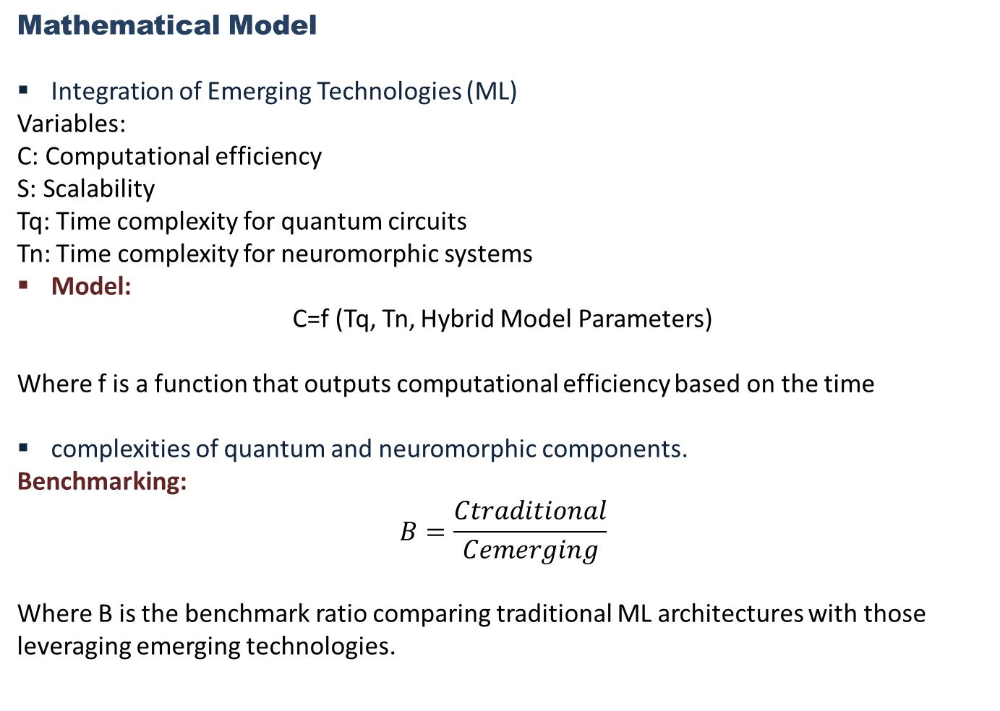 Mathematical Model
▪ Integration of Emerging Technologies (ML)
Variables:
C: Computational efficiency
S: Scalability
Tq: Time complexity for quantum circuits
Tn: Time complexity for neuromorphic systems
▪ Model:
C=f (Tq, Tn, Hybrid Model Parameters)
Where f is a function that outputs computational efficiency based on the time
▪ complexities of quantum and neuromorphic components.
Benchmarking:
B = Ctraditional / Cemerging
Where B is the benchmark ratio comparing traditional ML architectures with those
leveraging emerging technologies.